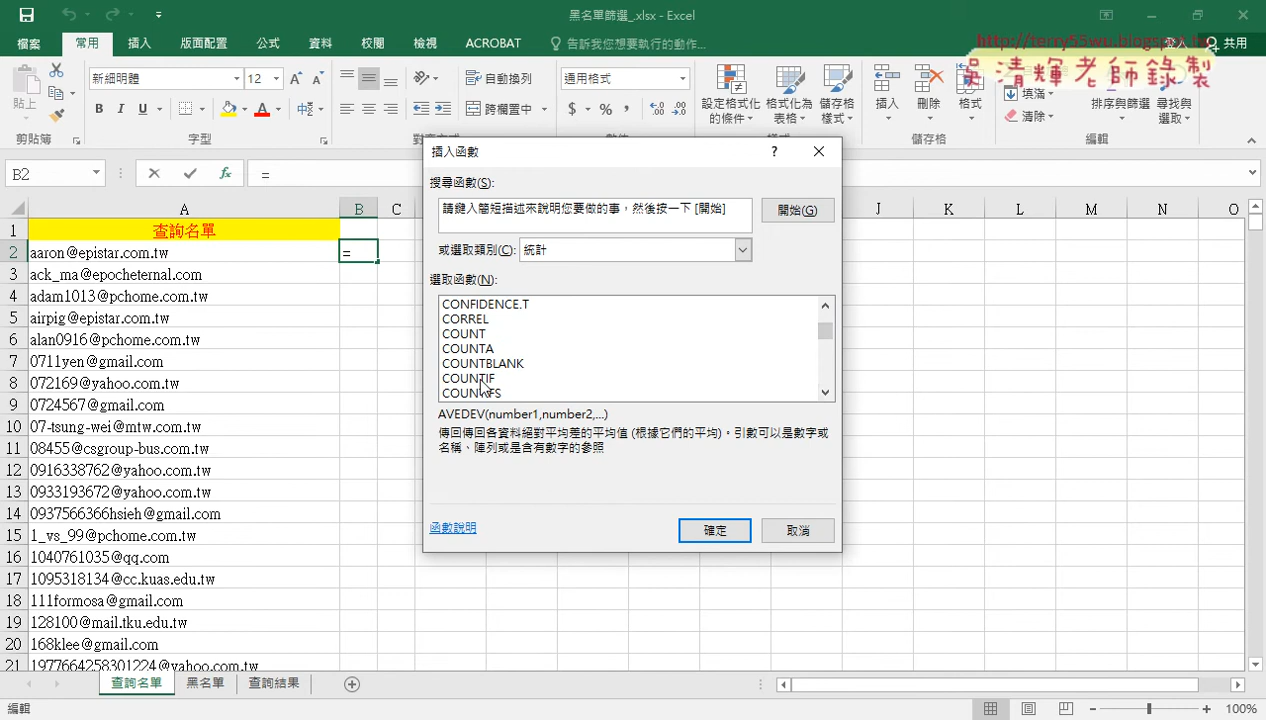 黑名單篩選_.xlsx - Excel
檔案 常用 插入 版面配置 公式 資料 校閱 檢視 ACROBAT 告訴我您想要執行的動作... 登入 共用
http://terry55wu.blogspot.tw
吳清輝老師錄製
新細明體 12 自動換列 通用格式
貼上 跨欄置中 設定格式化的條件 格式化為表格 儲存格樣式 插入 刪除 格式 填滿 清除 排序與篩選 尋找與選取
剪貼簿 字型 對齊方式 數值 樣式 儲存格 編輯
B2 =
A B C J K L M N O
1 查詢名單
2 aaron@epistar.com.tw =
3 ack_ma@epocheternal.com
4 adam1013@pchome.com.tw
5 airpig@epistar.com.tw
6 alan0916@pchome.com.tw
7 0711yen@gmail.com
8 072169@yahoo.com.tw
9 0724567@gmail.com
10 07-tsung-wei@mtw.com.tw
11 08455@csgroup-bus.com.tw
12 0916338762@yahoo.com.tw
13 0933193672@yahoo.com.tw
14 0937566366hsieh@gmail.com
15 1_vs_99@pchome.com.tw
16 1040761035@qq.com
17 1095318134@cc.kuas.edu.tw
18 111formosa@gmail.com
19 128100@mail.tku.edu.tw
20 168klee@gmail.com
21 1977664258301224@yahoo.com.tw
插入函數 ?
搜尋函數(S):
請鍵入簡短描述來說明您要做的事，然後按一下 [開始]
開始(G)
或選取類別(C): 統計
選取函數(N):
CONFIDENCE.T
CORREL
COUNT
COUNTA
COUNTBLANK
COUNTIF
COUNTIFS
AVEDEV(number1,number2,...)
傳回傳回各資料絕對平均差的平均值 (根據它們的平均)。引數可以是數字或
名稱、陣列或是含有數字的參照
函數說明 確定 取消
查詢名單 黑名單 查詢結果
編輯 100%